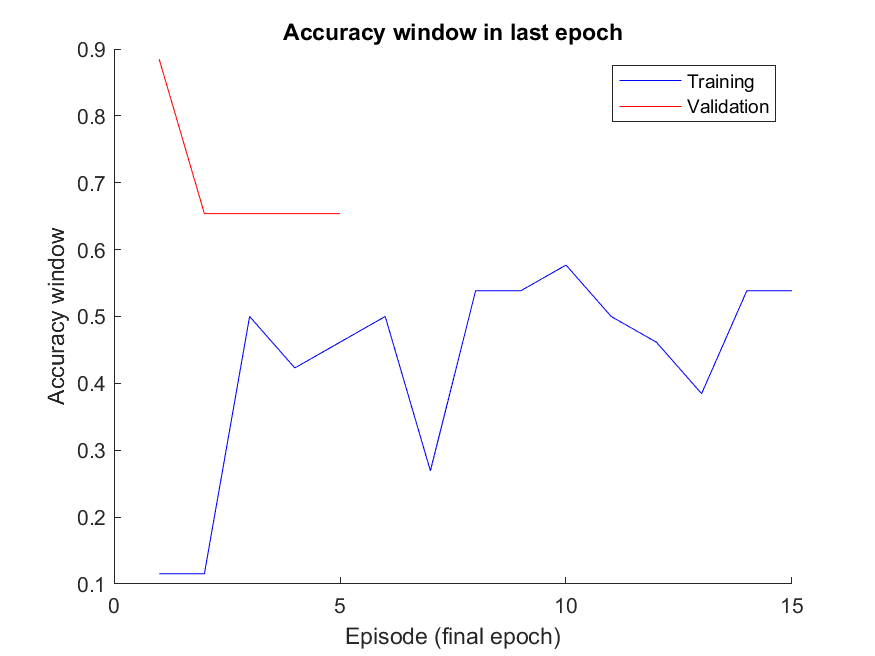 Accuracy window in last epoch
Training
Validation
Accuracy window
0.9
0.8
0.7
0.6
0.5
0.4
0.3
0.2
0.1
0 5 10 15
Episode (final epoch)